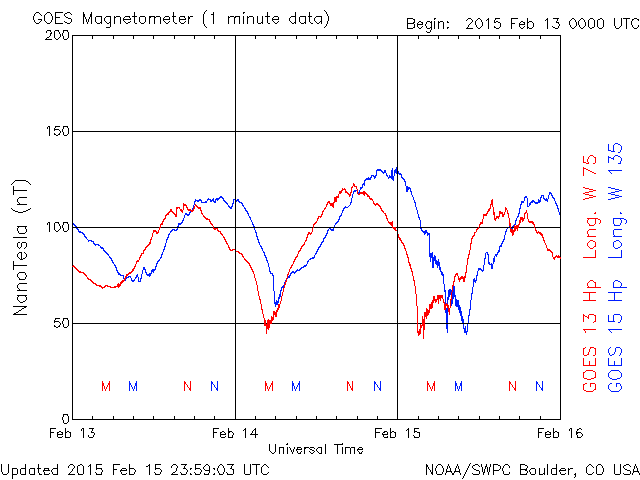 GOES Magnetometer (1 minute data)
Begin: 2015 Feb 13 0000 UTC
200
150
100
50
0
NanoTesla (nT)
M M N N M M N N M M N N
Feb 13 Feb 14 Feb 15 Feb 16
Universal Time
GOES 13 Hp Long. W 75
GOES 15 Hp Long. W 135
Updated 2015 Feb 15 23:59:03 UTC
NOAA/SWPC Boulder, CO USA